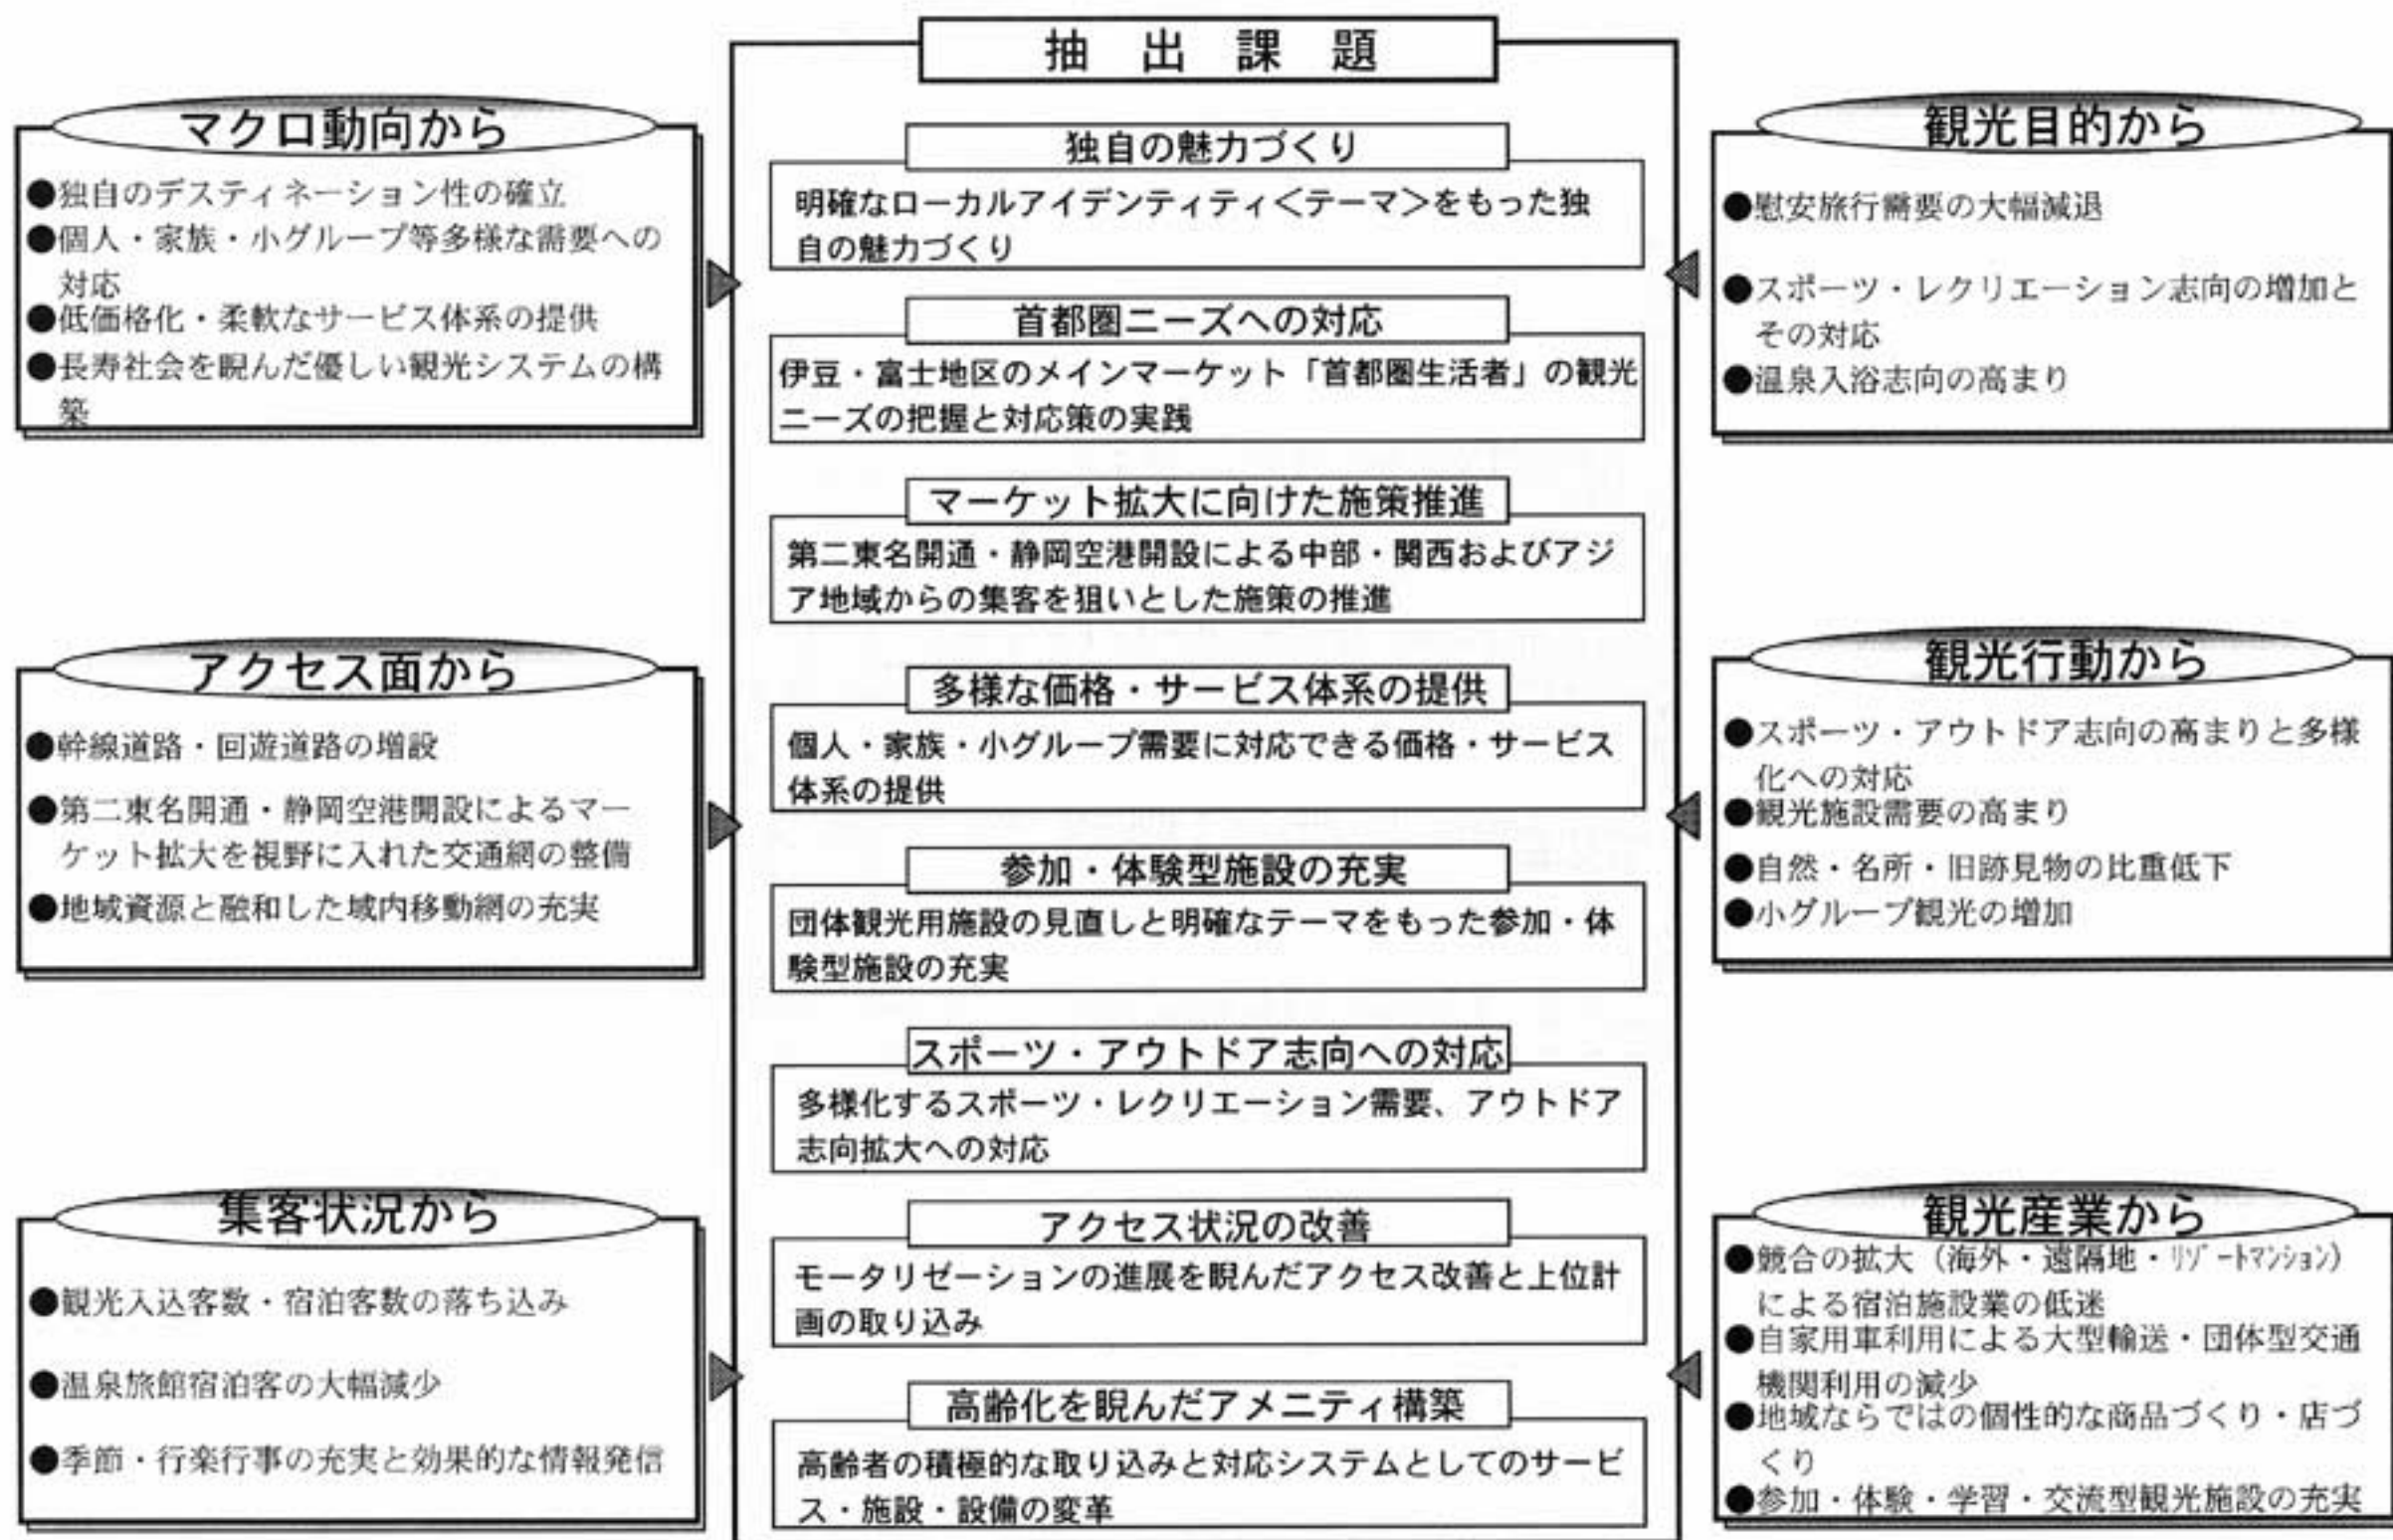 抽出課題
マクロ動向から
●独自のデスティネーション性の確立
●個人・家族・小グループ等多様な需要への
対応
●低価格化・柔軟なサービス体系の提供
●長寿社会を睨んだ優しい観光システムの構
築
アクセス面から
●幹線道路・回遊道路の増設
●第二東名開通・静岡空港開設によるマー
ケット拡大を視野に入れた交通網の整備
●地域資源と融和した域内移動網の充実
集客状況から
●観光入込客数・宿泊客数の落ち込み
●温泉旅館宿泊客の大幅減少
●季節・行楽行事の充実と効果的な情報発信
独自の魅力づくり
明確なローカルアイデンティティ＜テーマ＞をもった独
自の魅力づくり
首都圏ニーズへの対応
伊豆・富士地区のメインマーケット「首都圏生活者」の観光
ニーズの把握と対応策の実践
マーケット拡大に向けた施策推進
第二東名開通・静岡空港開設による中部・関西およびアジ
ア地域からの集客を狙いとした施策の推進
多様な価格・サービス体系の提供
個人・家族・小グループ需要に対応できる価格・サービス
体系の提供
参加・体験型施設の充実
団体観光用施設の見直しと明確なテーマをもった参加・体
験型施設の充実
スポーツ・アウトドア志向への対応
多様化するスポーツ・レクリエーション需要、アウトドア
志向拡大への対応
アクセス状況の改善
モータリゼーションの進展を睨んだアクセス改善と上位計
画の取り込み
高齢化を睨んだアメニティ構築
高齢者の積極的な取り込みと対応システムとしてのサービ
ス・施設・設備の変革
観光目的から
●慰安旅行需要の大幅減退
●スポーツ・レクリエーション志向の増加と
その対応
●温泉入浴志向の高まり
観光行動から
●スポーツ・アウトドア志向の高まりと多様
化への対応
●観光施設需要の高まり
●自然・名所・旧跡見物の比重低下
●小グループ観光の増加
観光産業から
●競合の拡大（海外・遠隔地・ﾘｿﾞｰﾄﾏﾝｼｮﾝ）
による宿泊施設業の低迷
●自家用車利用による大型輸送・団体型交通
機関利用の減少
●地域ならではの個性的な商品づくり・店づ
くり
●参加・体験・学習・交流型観光施設の充実